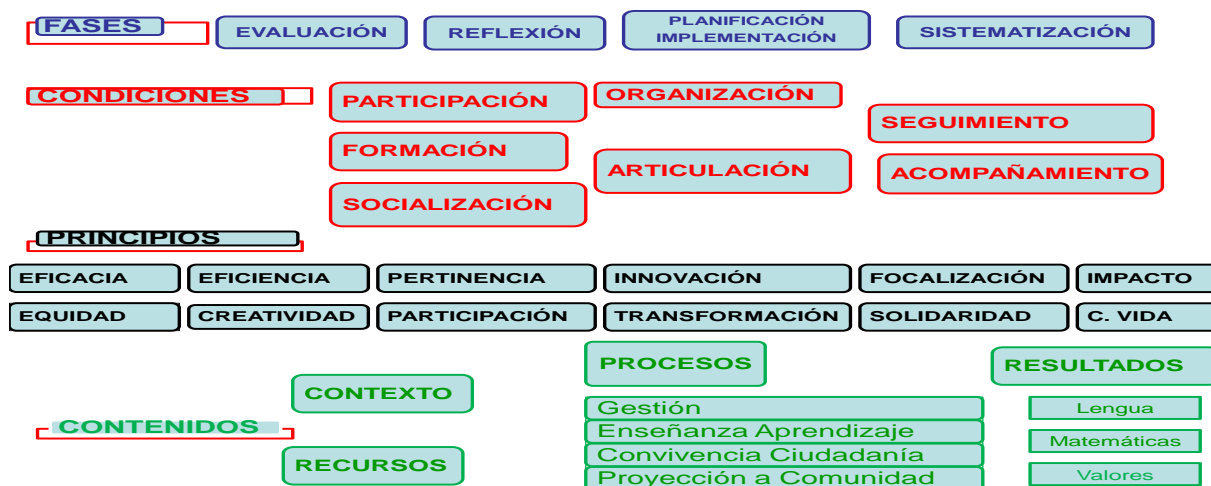 FASES
EVALUACIÓN
REFLEXIÓN
PLANIFICACIÓN
IMPLEMENTACIÓN
SISTEMATIZACIÓN
CONDICIONES
PARTICIPACIÓN
ORGANIZACIÓN
SEGUIMIENTO
FORMACIÓN
ARTICULACIÓN
ACOMPAÑAMIENTO
SOCIALIZACIÓN
PRINCIPIOS
EFICACIA
EFICIENCIA
PERTINENCIA
INNOVACIÓN
FOCALIZACIÓN
IMPACTO
EQUIDAD
CREATIVIDAD
PARTICIPACIÓN
TRANSFORMACIÓN
SOLIDARIDAD
C. VIDA
CONTENIDOS
CONTEXTO
RECURSOS
PROCESOS
Gestión
Enseñanza Aprendizaje
Convivencia Ciudadanía
Proyección a Comunidad
RESULTADOS
Lengua
Matemáticas
Valores